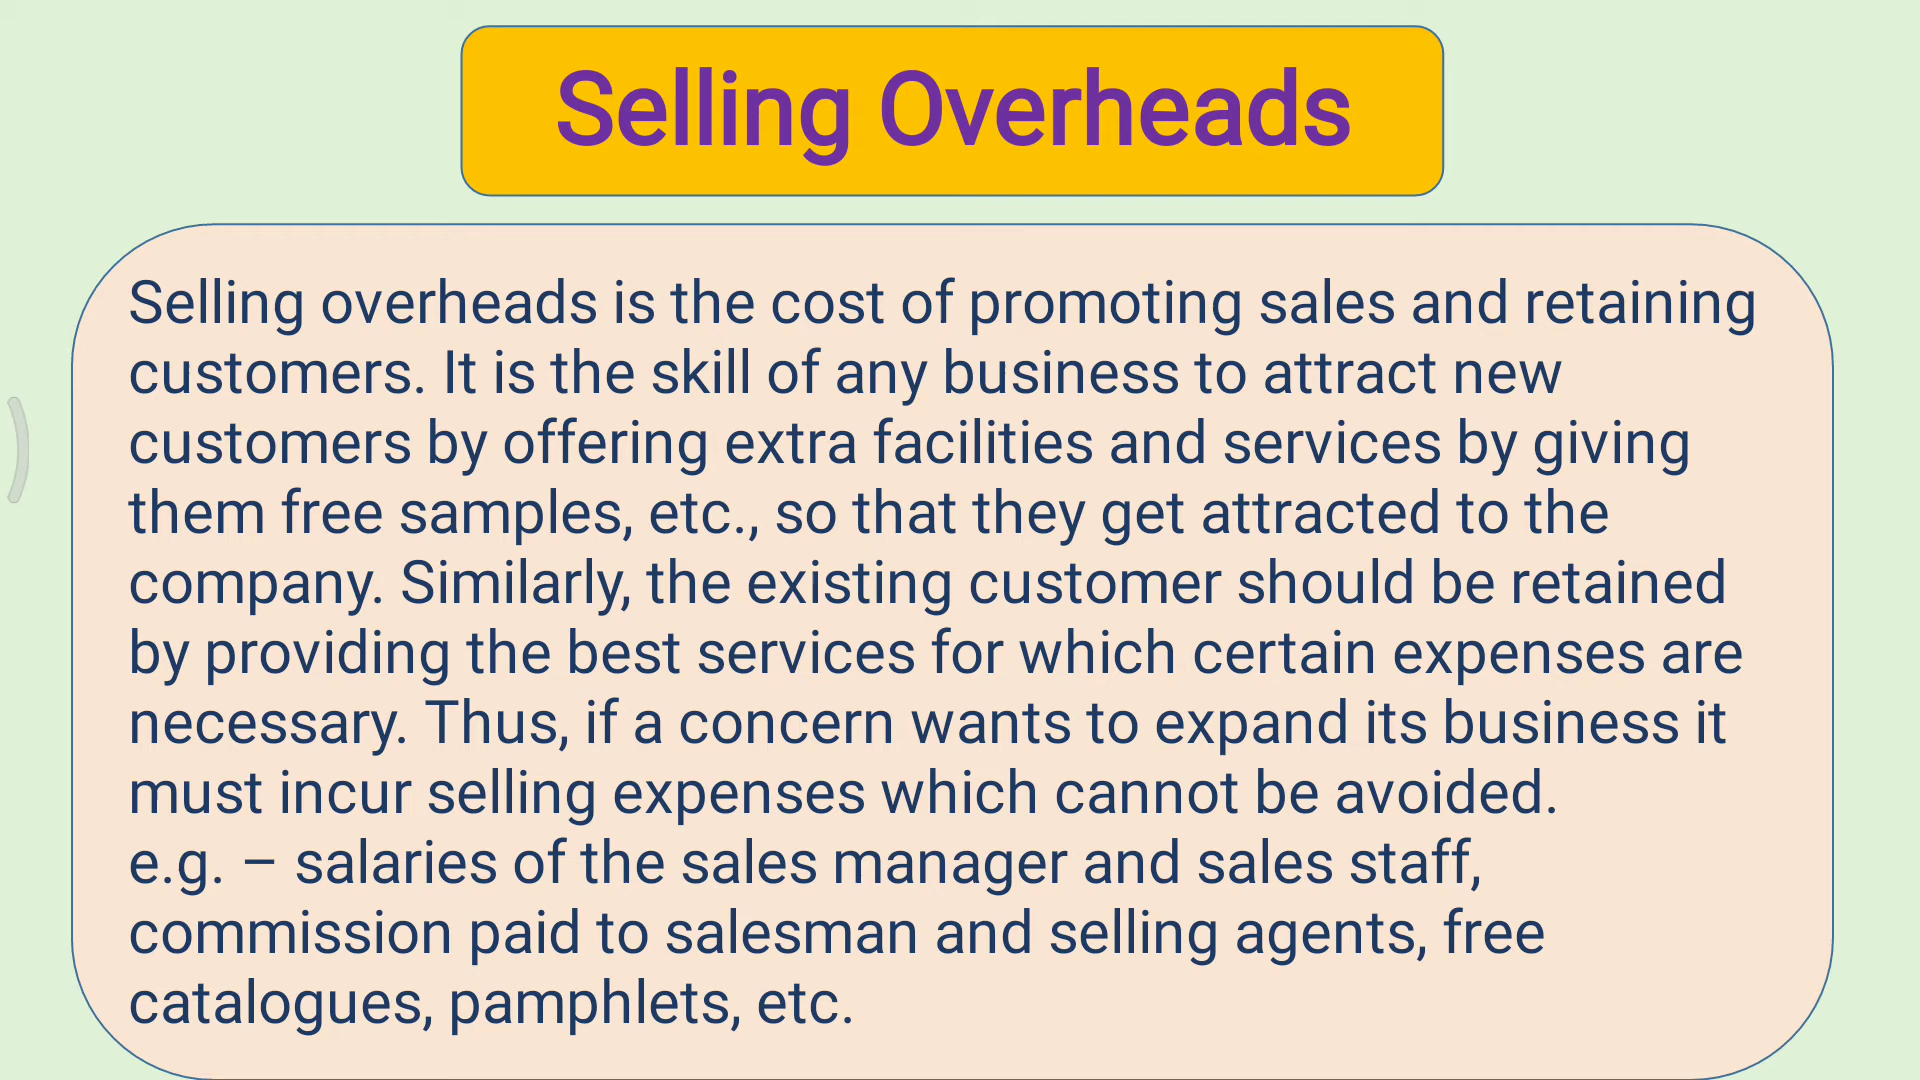 Selling Overheads
Selling overheads is the cost of promoting sales and retaining
customers. It is the skill of any business to attract new
customers by offering extra facilities and services by giving
them free samples, etc., so that they get attracted to the
company. Similarly, the existing customer should be retained
by providing the best services for which certain expenses are
necessary. Thus, if a concern wants to expand its business it
must incur selling expenses which cannot be avoided.
e.g. – salaries of the sales manager and sales staff,
commission paid to salesman and selling agents, free
catalogues, pamphlets, etc.